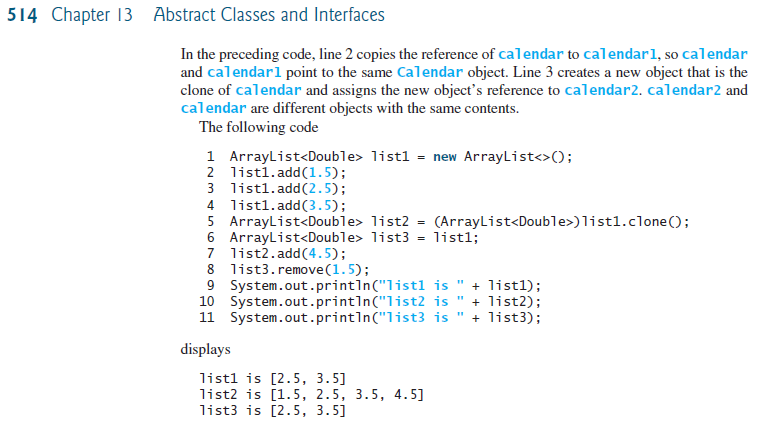 514 Chapter 13 Abstract Classes and Interfaces
In the preceding code, line 2 copies the reference of calendar to calendar1, so calendar
and calendar1 point to the same Calendar object. Line 3 creates a new object that is the
clone of calendar and assigns the new object's reference to calendar2. calendar2 and
calendar are different objects with the same contents.
The following code
1 ArrayList<Double> list1 = new ArrayList<>();
2 list1.add(1.5);
3 list1.add(2.5);
4 list1.add(3.5);
5 ArrayList<Double> list2 = (ArrayList<Double>)list1.clone();
6 ArrayList<Double> list3 = list1;
7 list2.add(4.5);
8 list3.remove(1.5);
9 System.out.println("list1 is " + list1);
10 System.out.println("list2 is " + list2);
11 System.out.println("list3 is " + list3);
displays
list1 is [2.5, 3.5]
list2 is [1.5, 2.5, 3.5, 4.5]
list3 is [2.5, 3.5]